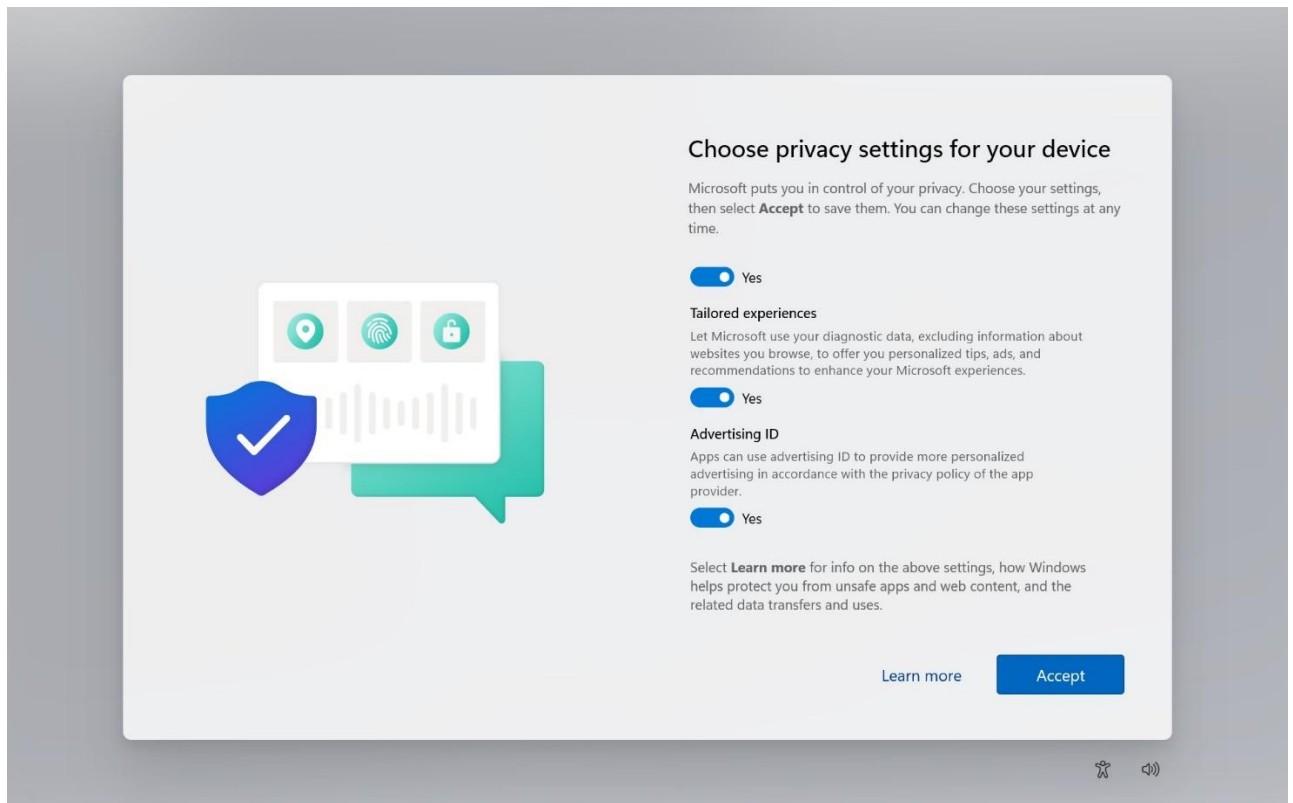 Choose privacy settings for your device
Microsoft puts you in control of your privacy. Choose your settings,
then select Accept to save them. You can change these settings at any
time.
Yes
Tailored experiences
Let Microsoft use your diagnostic data, excluding information about
websites you browse, to offer you personalized tips, ads, and
recommendations to enhance your Microsoft experiences.
Yes
Advertising ID
Apps can use advertising ID to provide more personalized
advertising in accordance with the privacy policy of the app
provider.
Yes
Select Learn more for info on the above settings, how Windows
helps protect you from unsafe apps and web content, and the
related data transfers and uses.
Learn more Accept